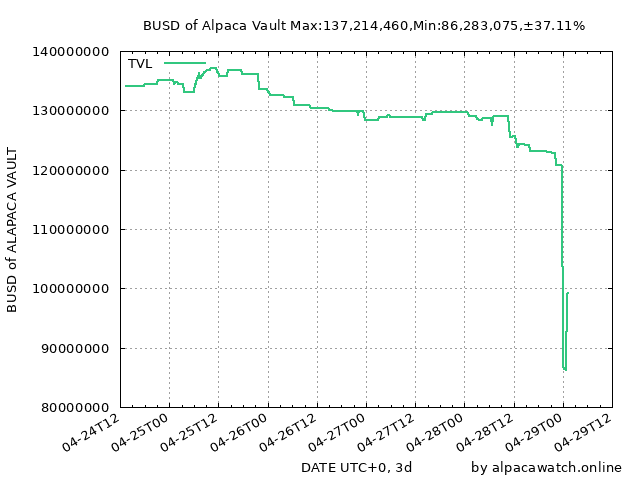 BUSD of Alpaca Vault Max:137,214,460,Min:86,283,075,±37.11%
TVL
140000000
130000000
120000000
110000000
100000000
90000000
80000000
BUSD of ALAPACA VAULT
04-24T12
04-25T00
04-25T12
04-26T00
04-26T12
04-27T00
04-27T12
04-28T00
04-28T12
04-29T00
04-29T12
DATE UTC+0, 3d
by alpacawatch.online